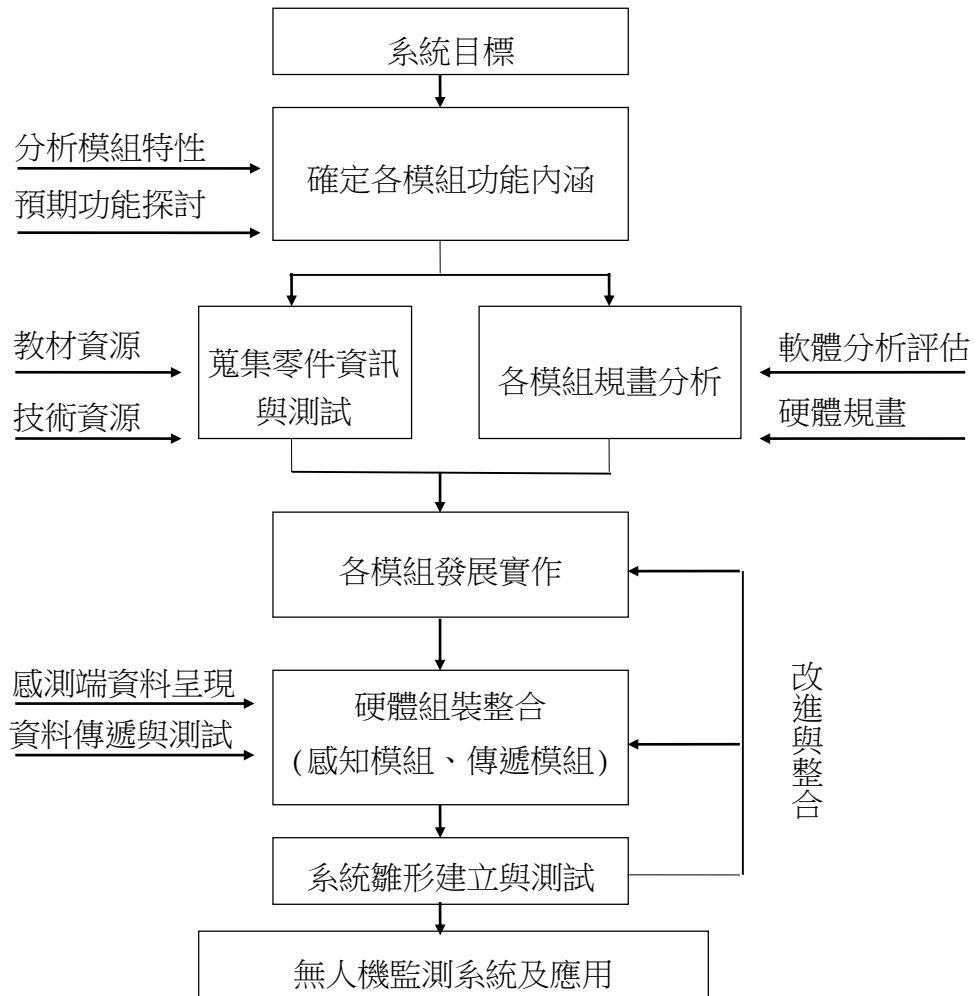 系統目標
分析模組特性
預期功能探討
確定各模組功能內涵
教材資源
技術資源
蒐集零件資訊
與測試
各模組規畫分析
軟體分析評估
硬體規畫
各模組發展實作
感測端資料呈現
資料傳遞與測試
硬體組裝整合
(感知模組、傳遞模組)
改進與整合
系統雛形建立與測試
無人機監測系統及應用